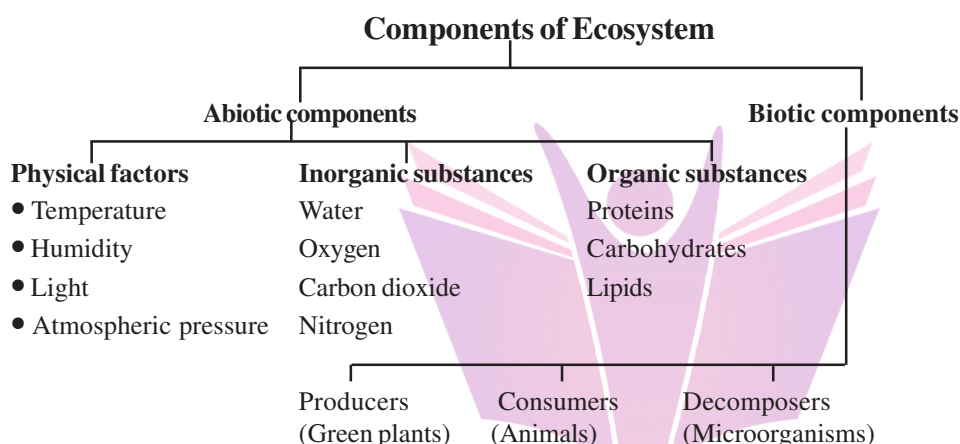 Components of Ecosystem
Abiotic components Biotic components
Physical factors Inorganic substances Organic substances
• Temperature Water Proteins
• Humidity Oxygen Carbohydrates
• Light Carbon dioxide Lipids
• Atmospheric pressure Nitrogen
Producers Consumers Decomposers
(Green plants) (Animals) (Microorganisms)